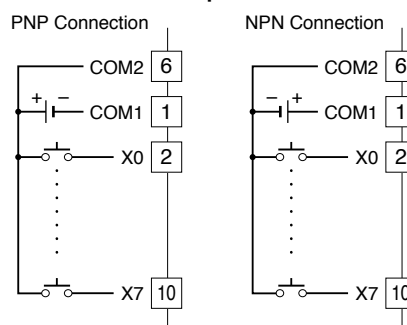 PNP Connection
COM2 6
+ −
COM1 1
X0 2
X7 10
NPN Connection
COM2 6
− +
COM1 1
X0 2
X7 10